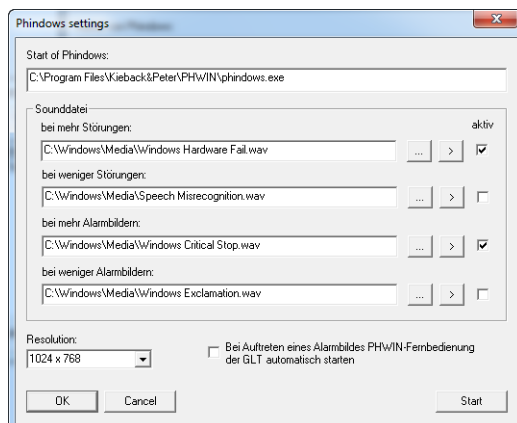 Phindows settings
Start of Phindows:
C:\Program Files\Kieback&Peter\PHWIN\phindows.exe
Sounddatei
aktiv
bei mehr Störungen:
C:\Windows\Media\Windows Hardware Fail.wav
...
>
bei weniger Störungen:
C:\Windows\Media\Speech Misrecognition.wav
...
>
bei mehr Alarmbildern:
C:\Windows\Media\Windows Critical Stop.wav
...
>
bei weniger Alarmbildern:
C:\Windows\Media\Windows Exclamation.wav
...
>
Resolution:
1024 x 768
Bei Auftreten eines Alarmbildes PHWIN-Fernbedienung
der GLT automatisch starten
OK
Cancel
Start